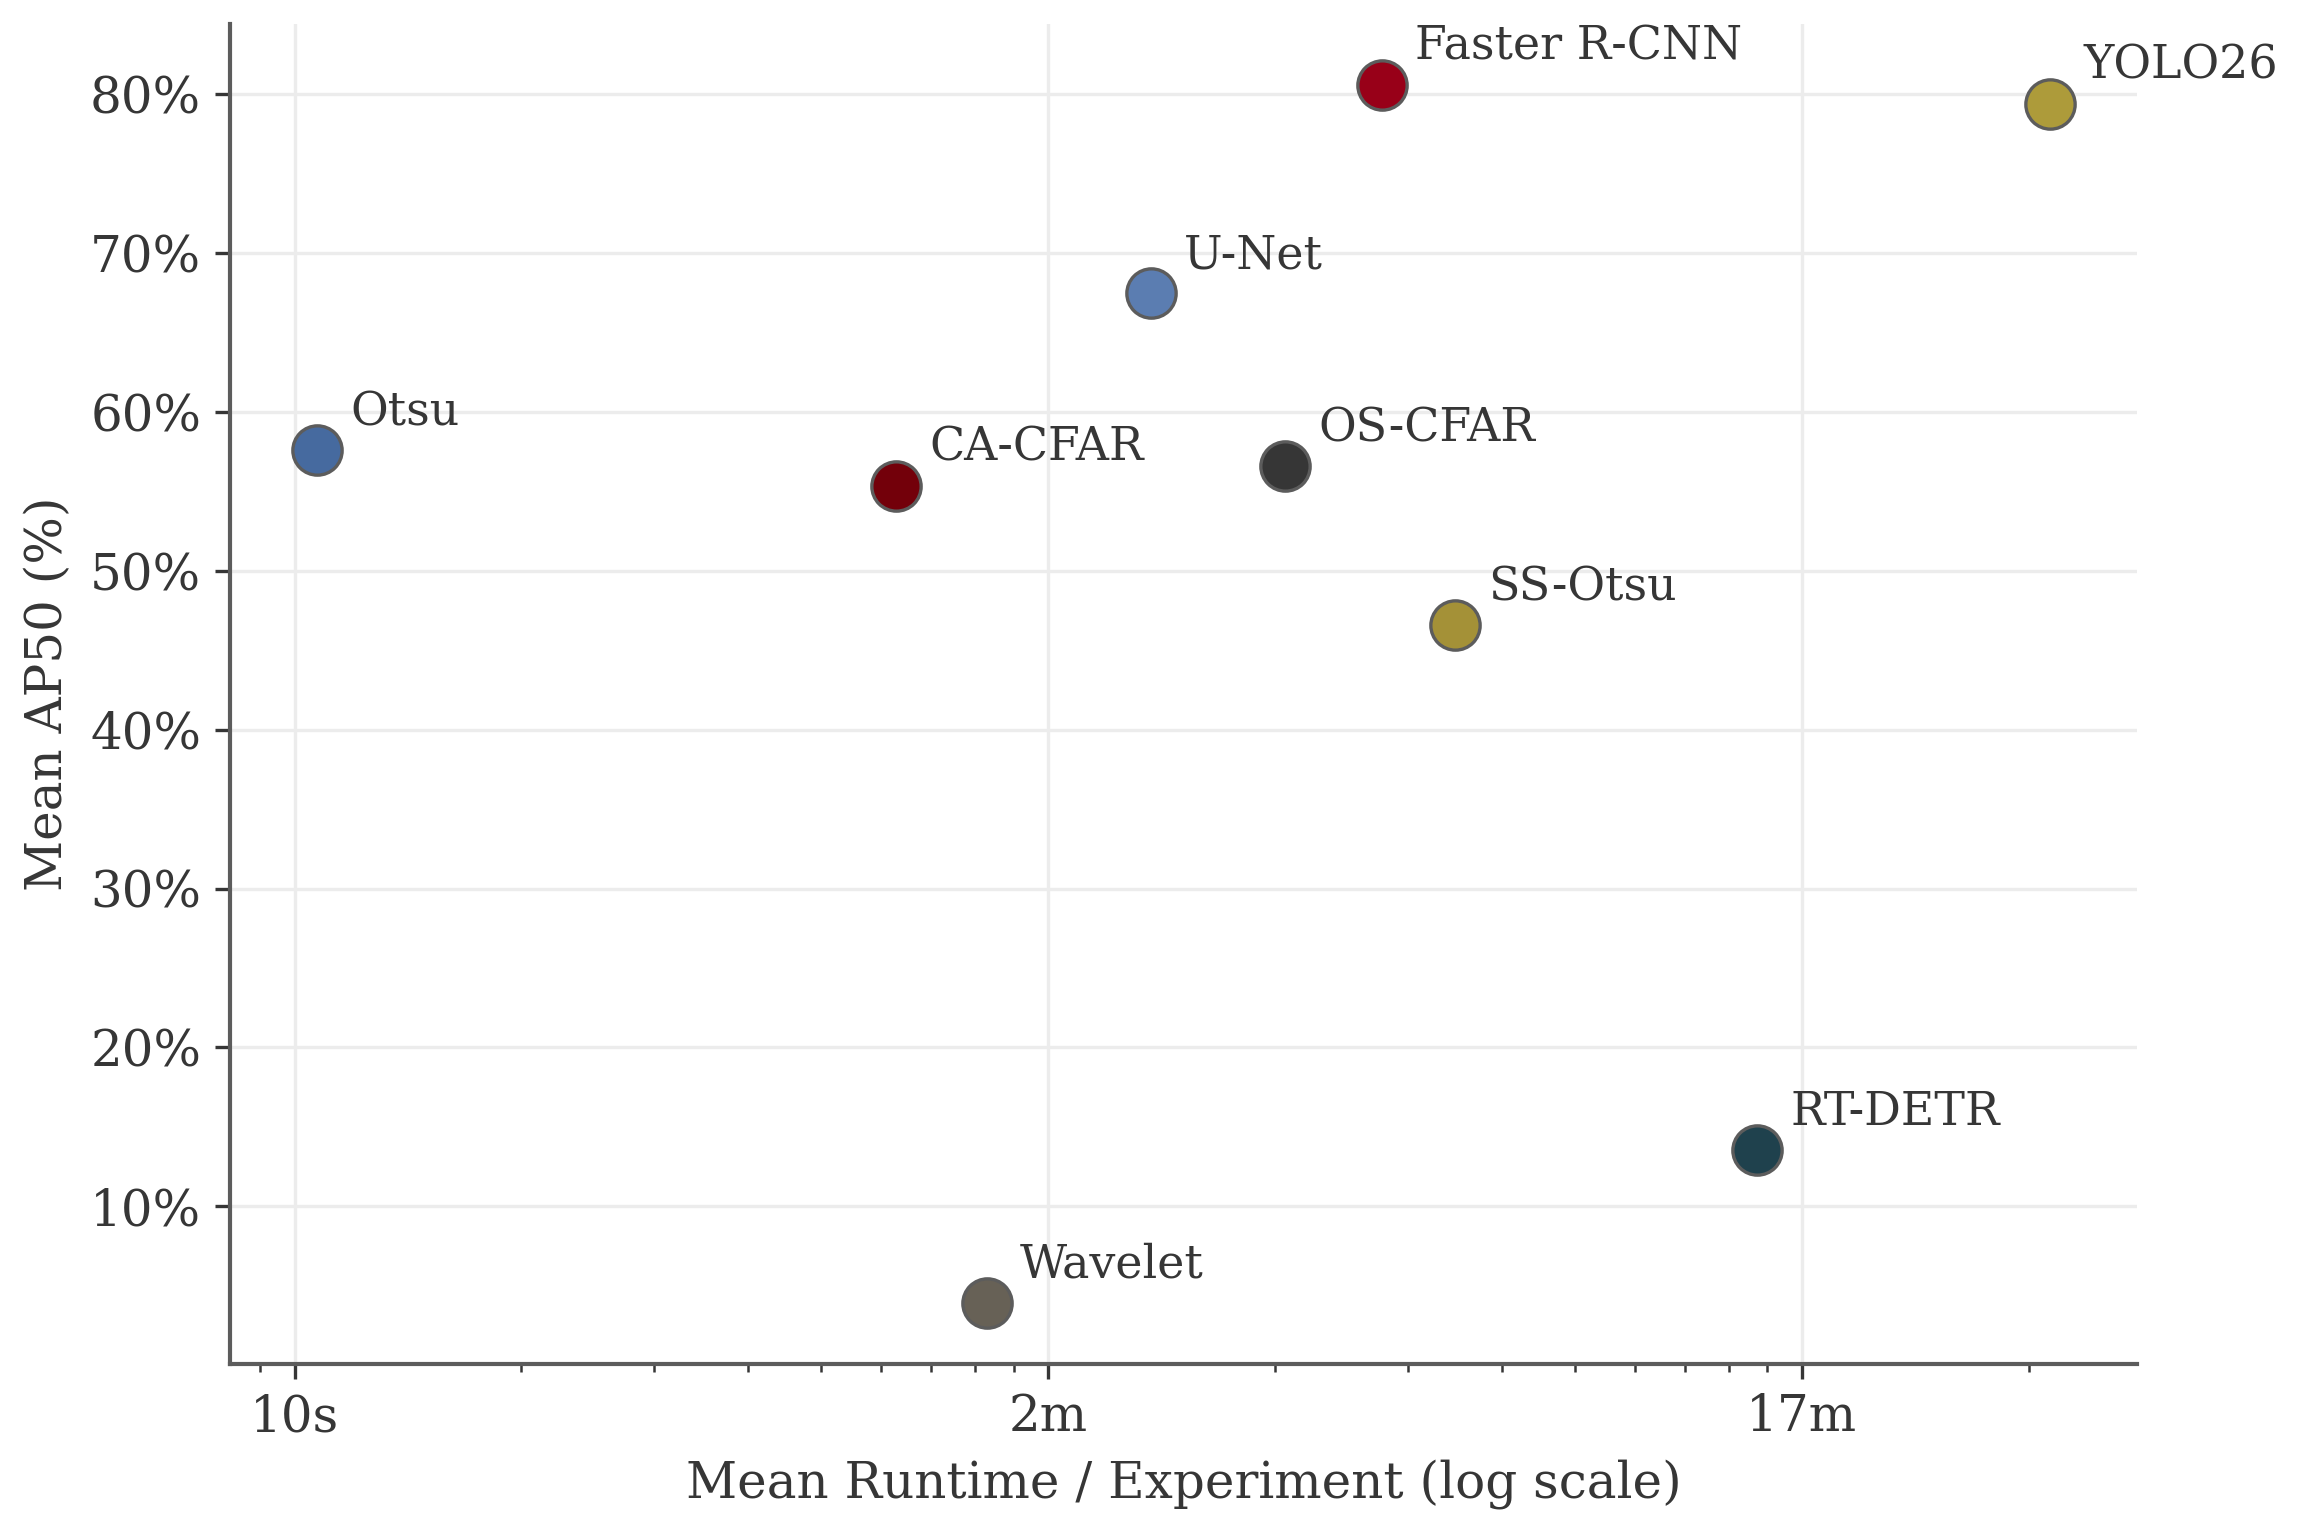 Faster R-CNN
YOLO26
80%
U-Net
70%
Otsu
60%
OS-CFAR
CA-CFAR
50%
SS-Otsu
Mean AP50 (%)
40%
30%
20%
RT-DETR
10%
Wavelet
10s
2m
17m
Mean Runtime / Experiment (log scale)